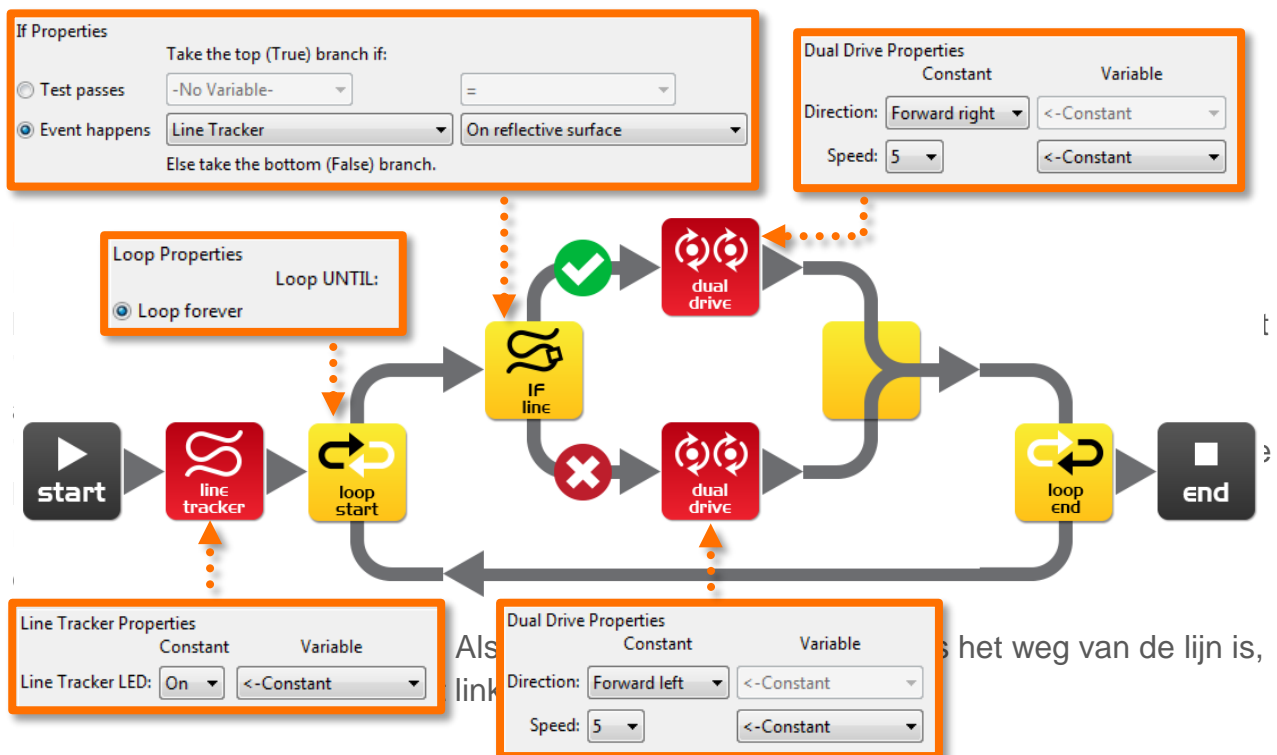 If Properties
Take the top (True) branch if:
Test passes -No Variable- =
Event happens Line Tracker On reflective surface
Else take the bottom (False) branch.
Dual Drive Properties
Constant Variable
Direction: Forward right <-Constant
Speed: 5 <-Constant
Loop Properties
Loop UNTIL:
Loop forever
dual
drive
IF
line
start
line
tracker
loop
start
dual
drive
loop
end
end
Line Tracker Properties
Constant Variable
Line Tracker LED: On <-Constant
Dual Drive Properties
Constant Variable
Direction: Forward left <-Constant
Speed: 5 <-Constant
Als het weg van de lijn is,
link